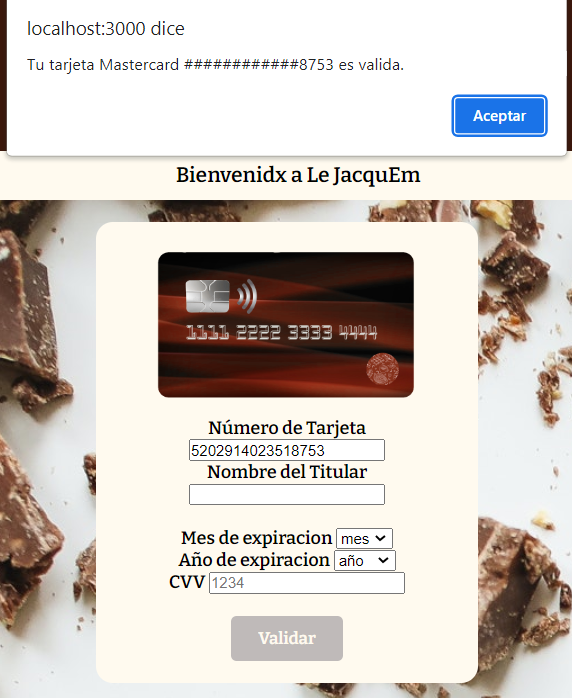 localhost:3000 dice
Tu tarjeta Mastercard ############8753 es valida.
Aceptar
Bienvenidx a Le JacquEm
1111 2222 3333 4444
Número de Tarjeta
5202914023518753
Nombre del Titular
Mes de expiracion mes
Año de expiracion año
CVV 1234
Validar